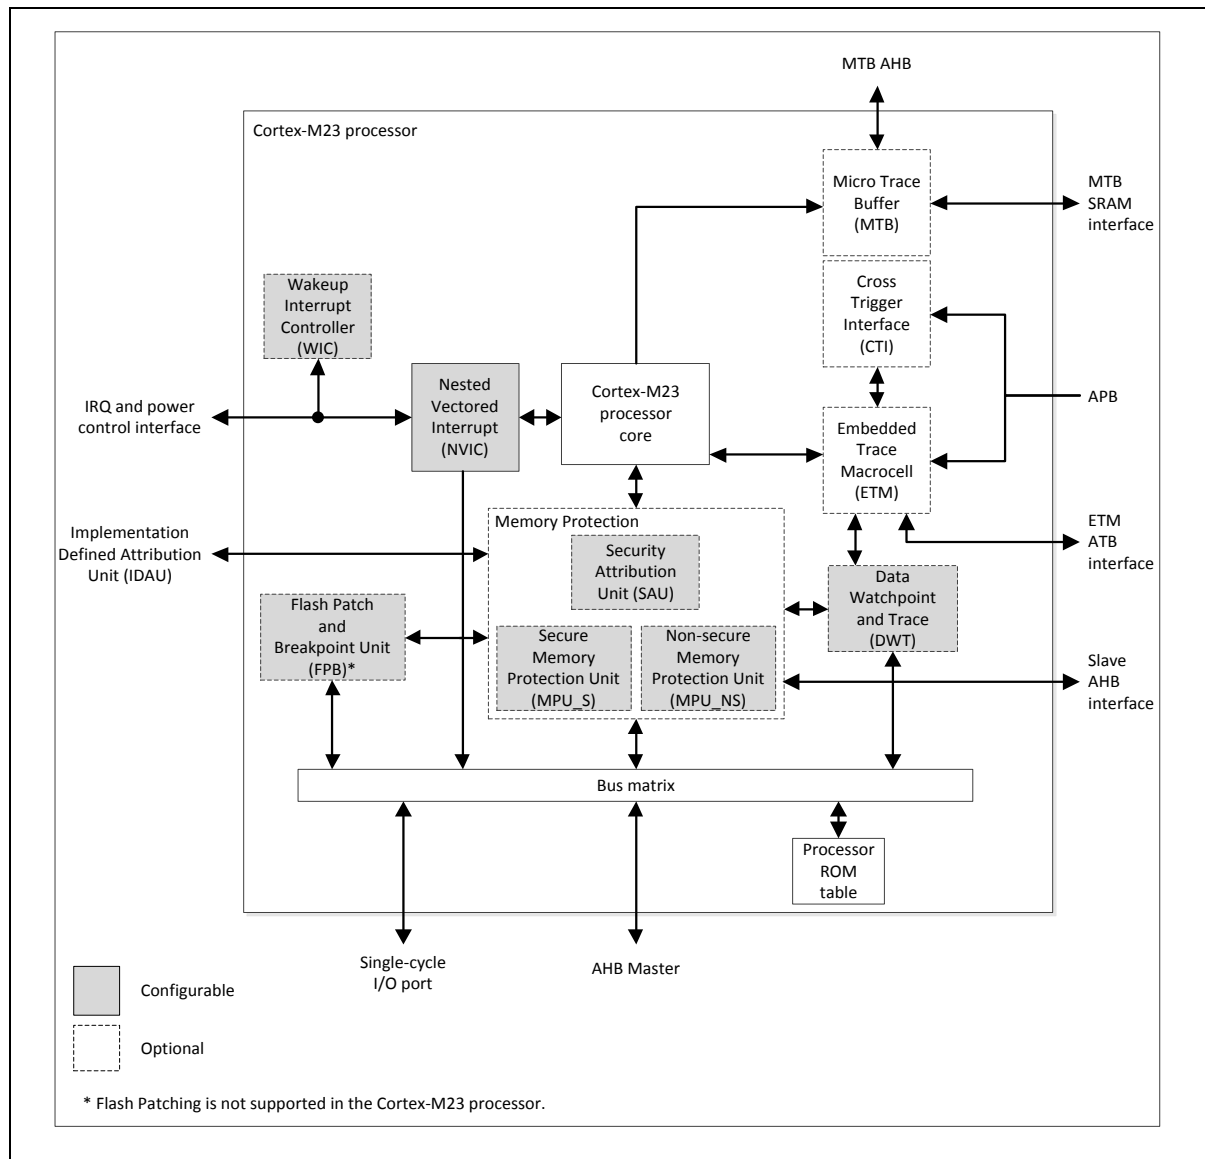 MTB AHB
Cortex-M23 processor
Micro Trace
Buffer
(MTB)
MTB
SRAM
interface
Wakeup
Interrupt
Controller
(WIC)
Cross
Trigger
Interface
(CTI)
IRQ and power
control interface
Nested
Vectored
Interrupt
(NVIC)
Cortex-M23
processor
core
APB
Embedded
Trace
Macrocell
(ETM)
Implementation
Defined Attribution
Unit (IDAU)
Memory Protection
Security
Attribution
Unit (SAU)
ETM
ATB
interface
Flash Patch
and
Breakpoint Unit
(FPB)*
Secure
Memory
Protection Unit
(MPU_S)
Non-secure
Memory
Protection Unit
(MPU_NS)
Data
Watchpoint
and Trace
(DWT)
Slave
AHB
interface
Bus matrix
Processor
ROM
table
Single-cycle
I/O port
AHB Master
Configurable
Optional
* Flash Patching is not supported in the Cortex-M23 processor.